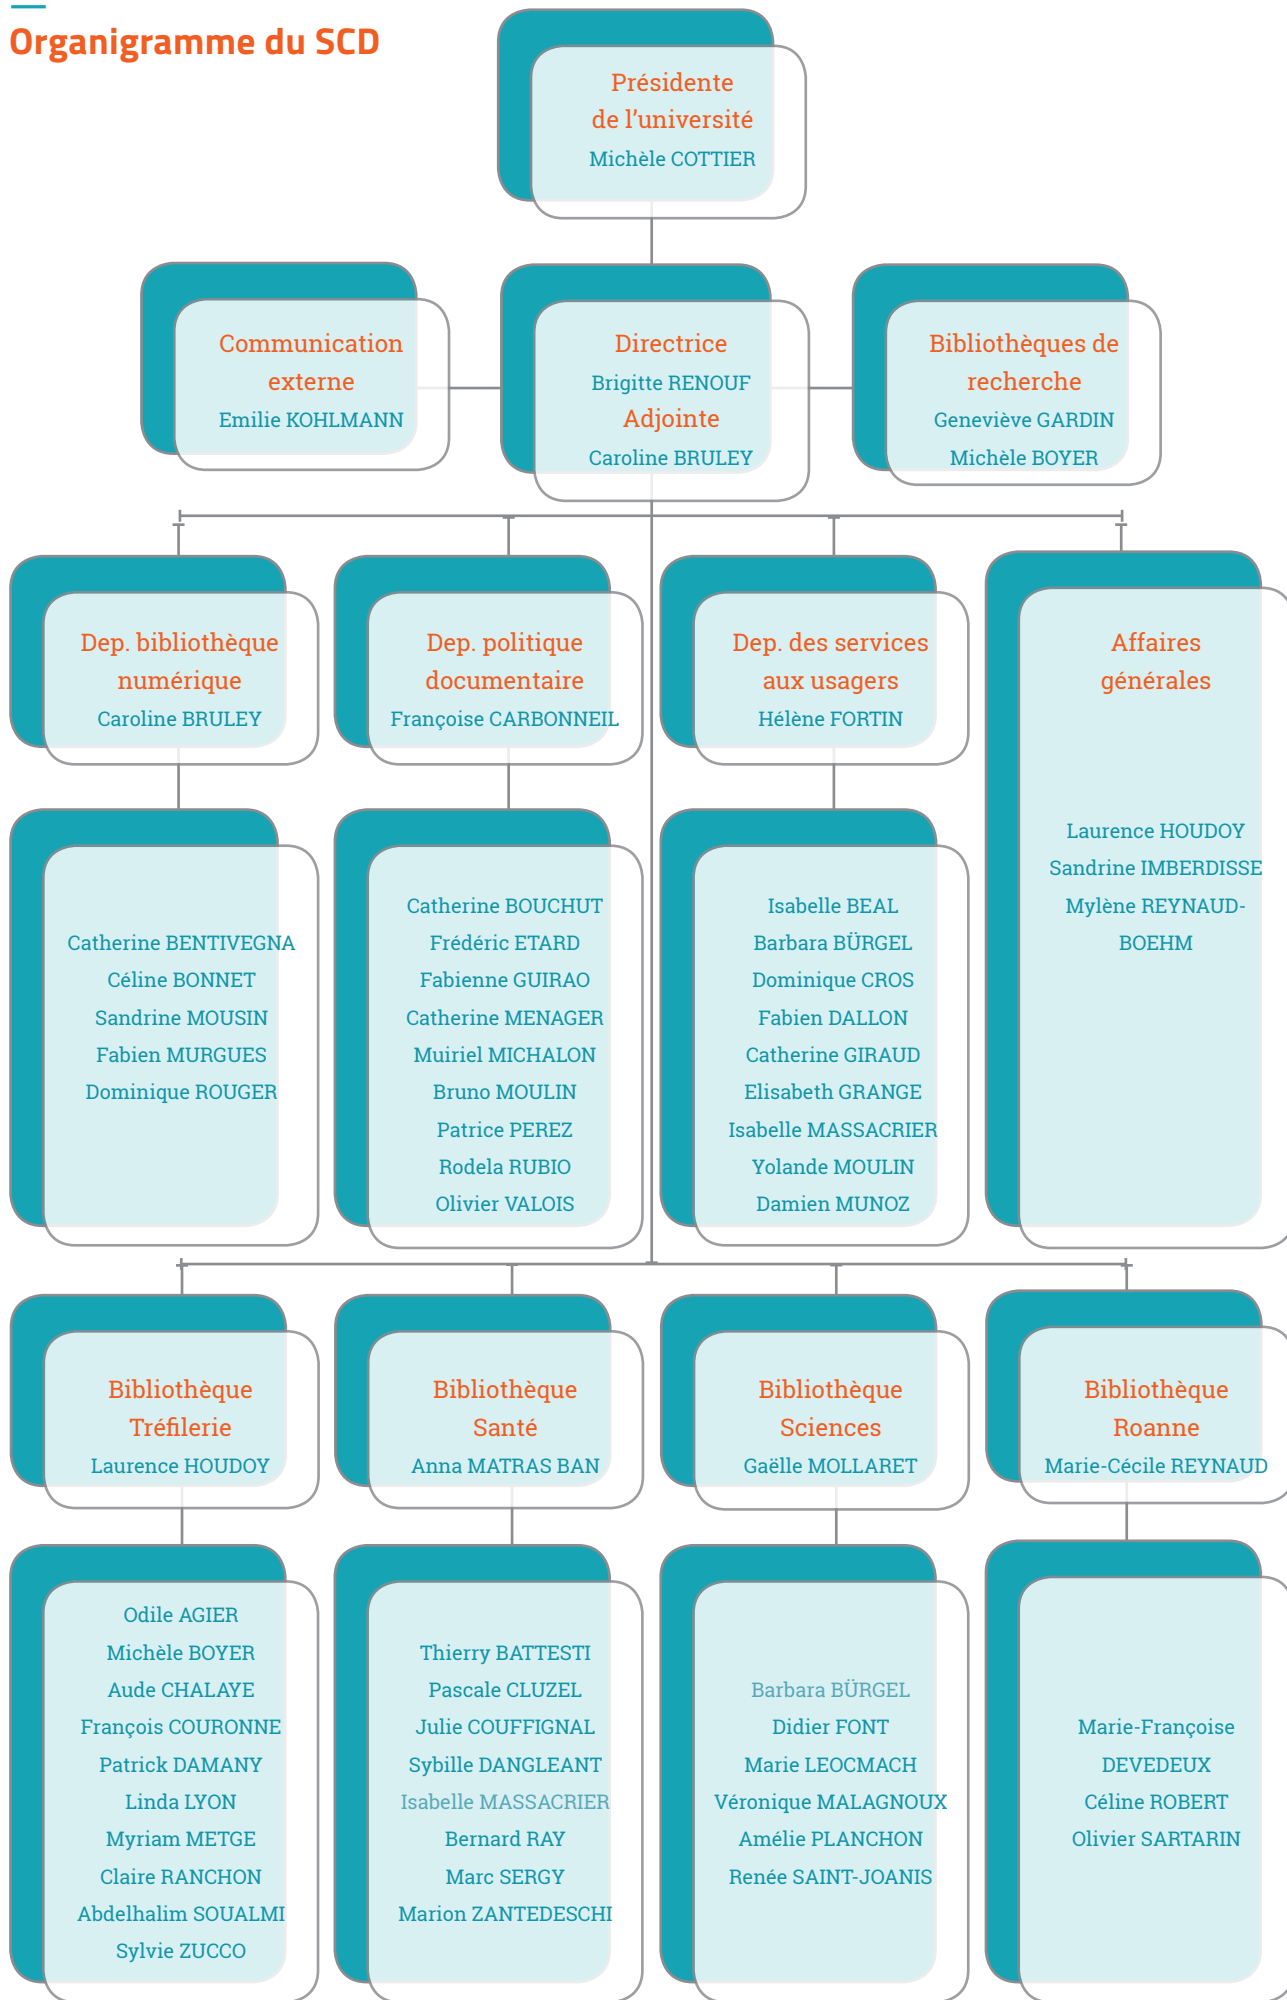 Organigramme du SCD
Présidente
de l'université
Michèle COTTIER
Communication
externe
Emilie KOHLMANN
Directrice
Brigitte RENOUF
Adjointe
Caroline BRULEY
Bibliothèques de
recherche
Geneviève GARDIN
Michèle BOYER
Dep. bibliothèque
numérique
Caroline BRULEY
Dep. politique
documentaire
Françoise CARBONNEIL
Dep. des services
aux usagers
Hélène FORTIN
Affaires
générales
Laurence HOUDOY
Sandrine IMBERDISSE
Mylène REYNAUD-
BOEHM
Catherine BENTIVEGNA
Céline BONNET
Sandrine MOUSIN
Fabien MURGUES
Dominique ROUGER
Catherine BOUCHUT
Frédéric ETARD
Fabienne GUIRAO
Catherine MENAGER
Muiriel MICHALON
Bruno MOULIN
Patrice PEREZ
Rodela RUBIO
Olivier VALOIS
Isabelle BEAL
Barbara BÜRGEL
Dominique CROS
Fabien DALLON
Catherine GIRAUD
Elisabeth GRANGE
Isabelle MASSACRIER
Yolande MOULIN
Damien MUNOZ
Bibliothèque
Tréfilerie
Laurence HOUDOY
Bibliothèque
Santé
Anna MATRAS BAN
Bibliothèque
Sciences
Gaëlle MOLLARET
Bibliothèque
Roanne
Marie-Cécile REYNAUD
Odile AGIER
Michèle BOYER
Aude CHALAYE
François COURONNE
Patrick DAMANY
Linda LYON
Myriam METGE
Claire RANCHON
Abdelhalim SOUALMI
Sylvie ZUCCO
Thierry BATTESTI
Pascale CLUZEL
Julie COUFFIGNAL
Sybille DANGLEANT
Isabelle MASSACRIER
Bernard RAY
Marc SERGY
Marion ZANTEDESCHI
Barbara BÜRGEL
Didier FONT
Marie LEOCMACH
Véronique MALAGNOUX
Amélie PLANCHON
Renée SAINT-JOANIS
Marie-Françoise
DEVEDEUX
Céline ROBERT
Olivier SARTARIN